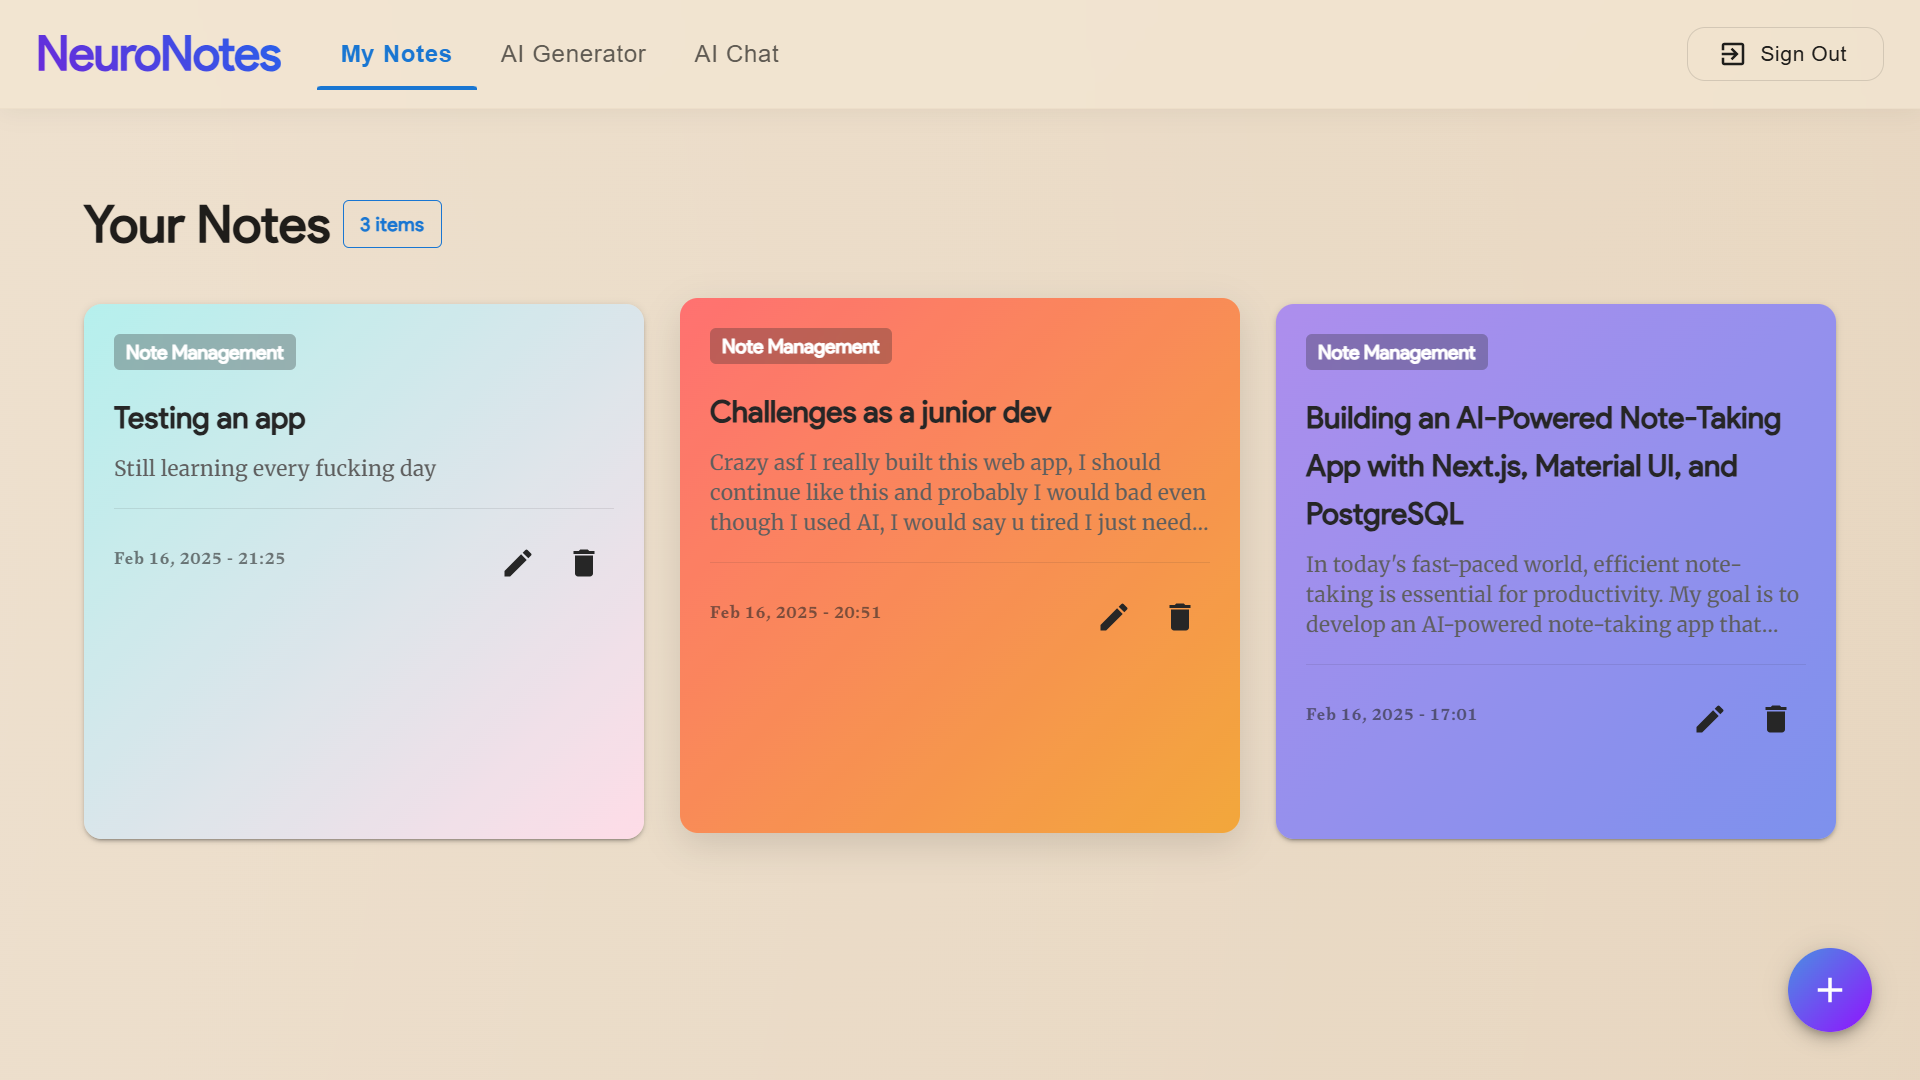 NeuroNotes
My Notes
AI Generator
AI Chat
Sign Out
Your Notes
3 items
Note Management
Testing an app
Still learning every fucking day
Feb 16, 2025 - 21:25
Note Management
Challenges as a junior dev
Crazy asf I really built this web app, I should
continue like this and probably I would bad even
though I used AI, I would say u tired I just need...
Feb 16, 2025 - 20:51
Note Management
Building an AI-Powered Note-Taking
App with Next.js, Material UI, and
PostgreSQL
In today's fast-paced world, efficient note-
taking is essential for productivity. My goal is to
develop an AI-powered note-taking app that...
Feb 16, 2025 - 17:01